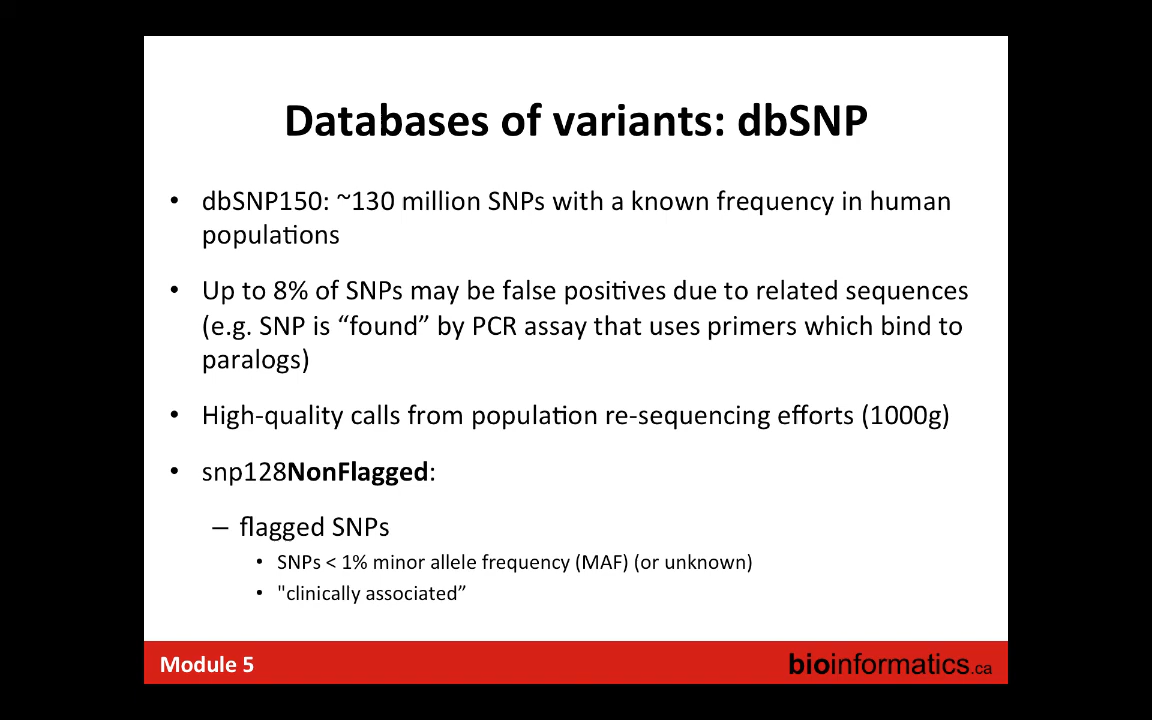 Databases of variants: dbSNP
• dbSNP150: ~130 million SNPs with a known frequency in human
populations
• Up to 8% of SNPs may be false positives due to related sequences
(e.g. SNP is “found” by PCR assay that uses primers which bind to
paralogs)
• High-quality calls from population re-sequencing efforts (1000g)
• snp128NonFlagged:
– flagged SNPs
• SNPs < 1% minor allele frequency (MAF) (or unknown)
• "clinically associated”
Module 5
bioinformatics.ca